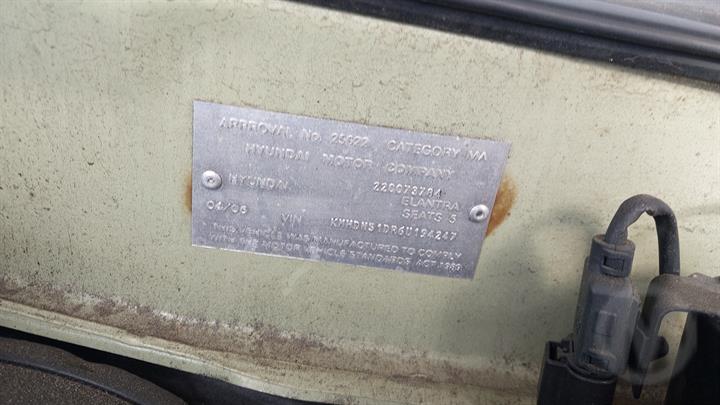 APPROVAL No. 25622 CATEGORY MA
HYUNDAI MOTOR COMPANY
HYUNDAI 220073784
ELANTRA
04/06 SEATS 5
VIN KMHDN51DR6U194247
THIS VEHICLE WAS MANUFACTURED TO COMPLY
WITH THE MOTOR VEHICLE STANDARDS ACT 1989